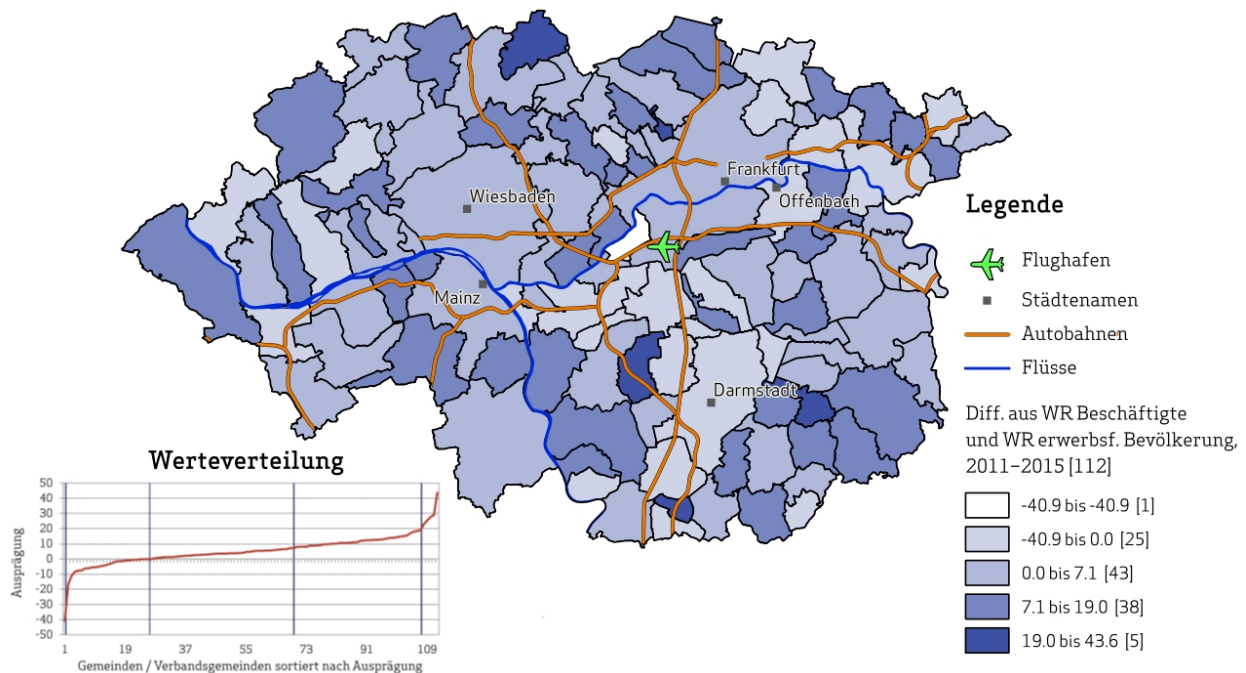 Frankfurt
Wiesbaden
Offenbach
Mainz
Darmstadt
Legende
Flughafen
Städtenamen
Autobahnen
Flüsse
Diff. aus WR Beschäftigte
und WR erwerbsf. Bevölkerung,
2011–2015 [112]
-40.9 bis -40.9 [1]
-40.9 bis 0.0 [25]
0.0 bis 7.1 [43]
7.1 bis 19.0 [38]
19.0 bis 43.6 [5]
Werteverteilung
Ausprägung
50
40
30
20
10
0
-10
-20
-30
-40
-50
1 19 37 55 73 91 109
Gemeinden / Verbandsgemeinden sortiert nach Ausprägung